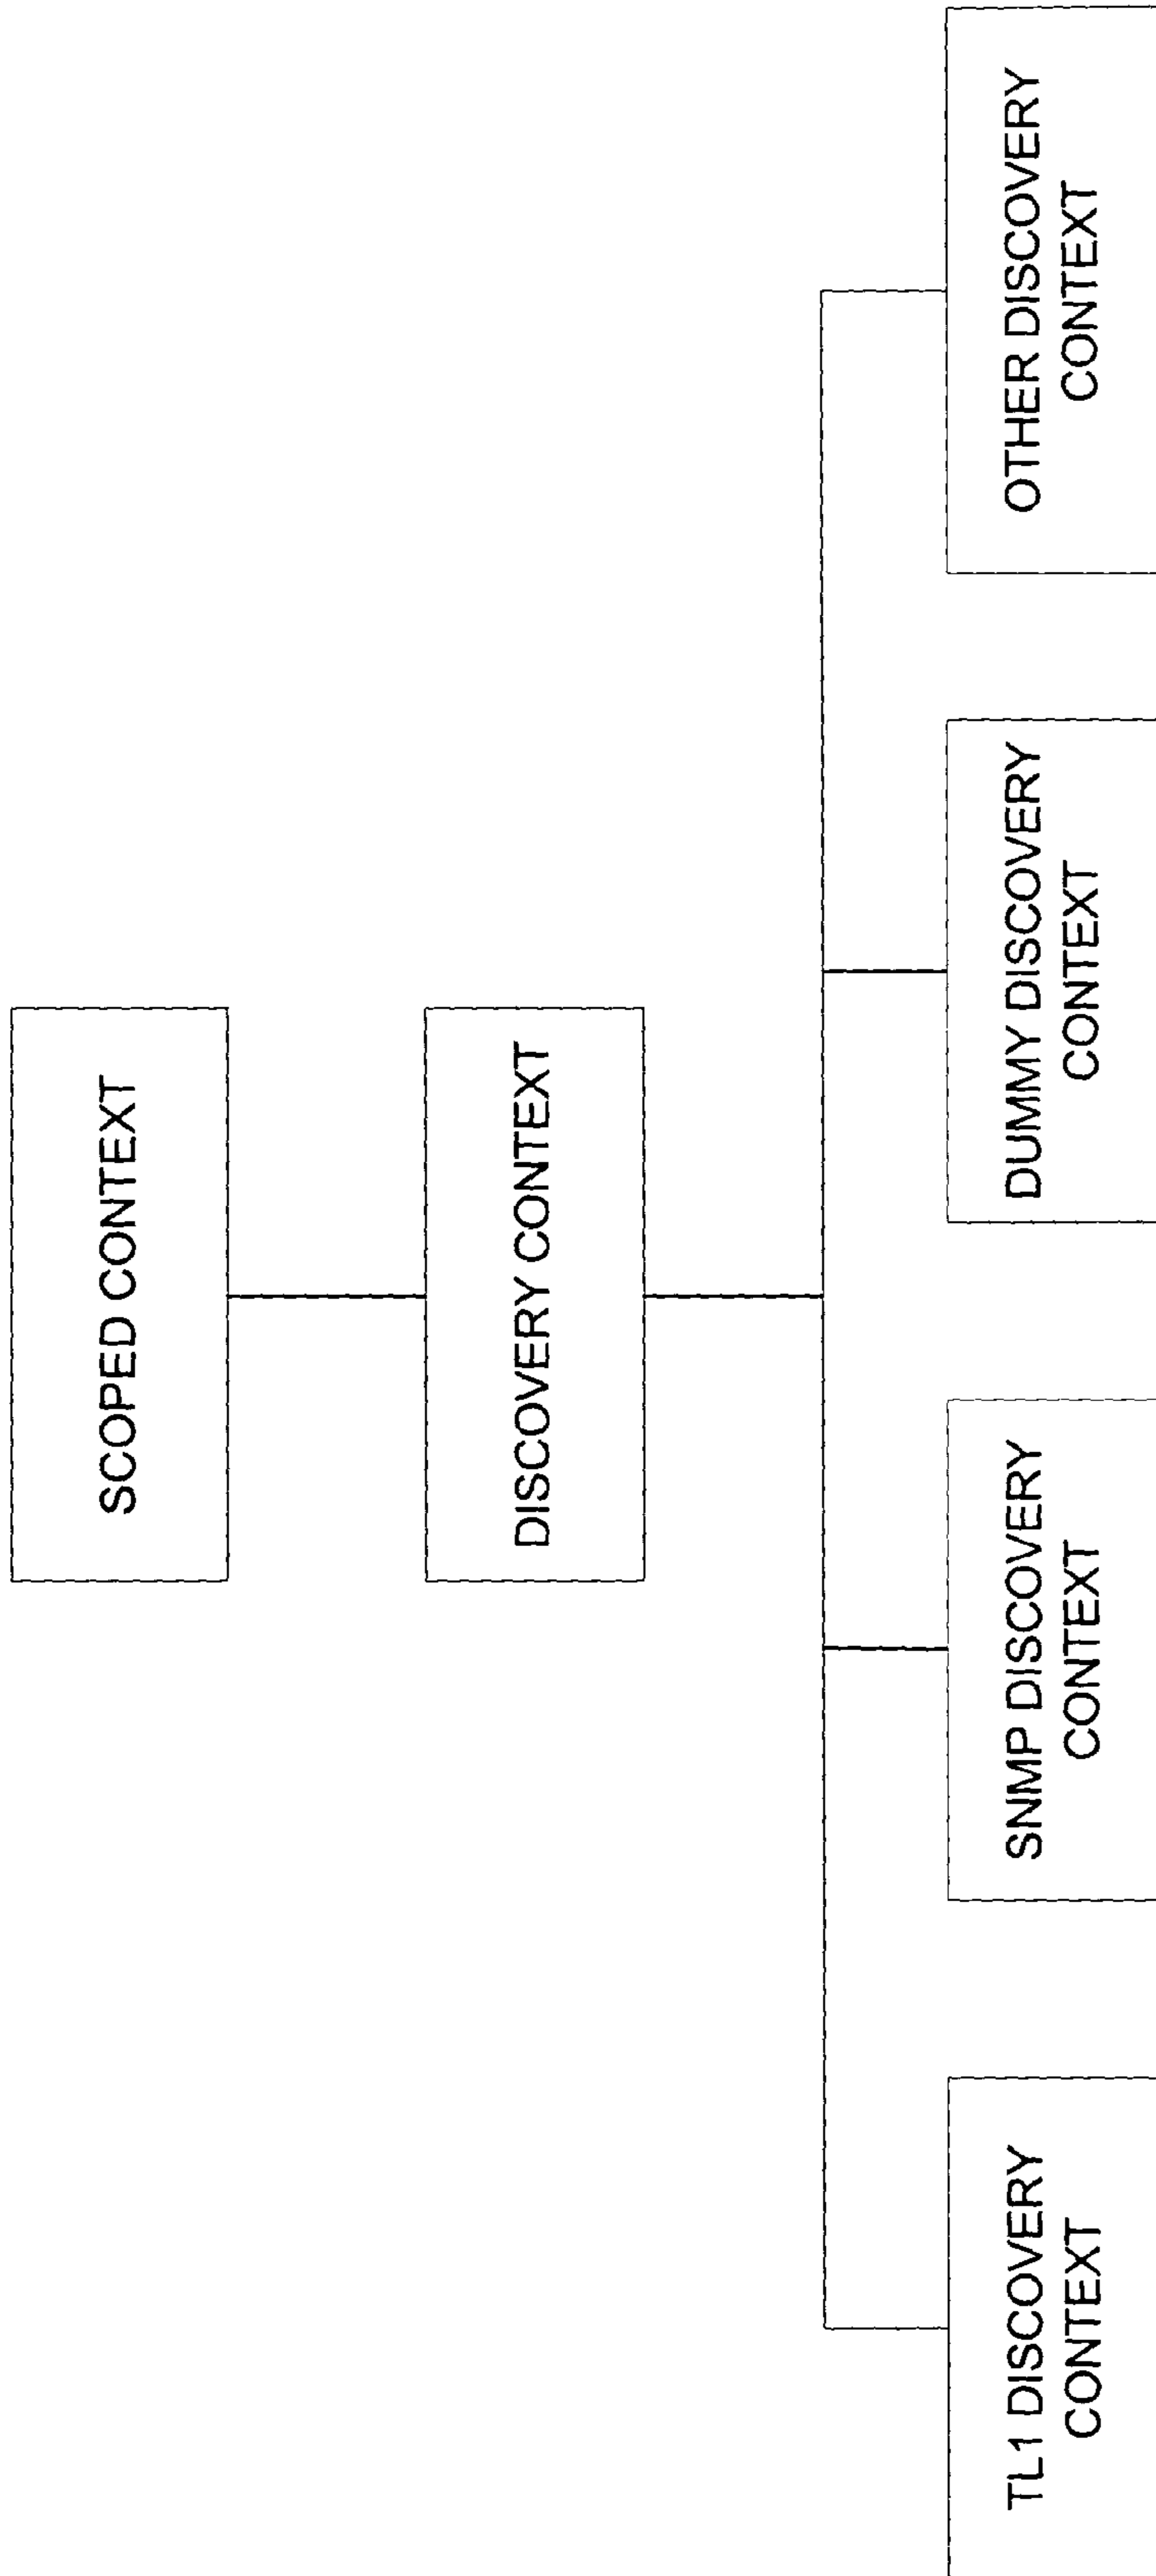 SCOPED CONTEXT
DISCOVERY CONTEXT
TL1 DISCOVERY
CONTEXT
SNMP DISCOVERY
CONTEXT
DUMMY DISCOVERY
CONTEXT
OTHER DISCOVERY
CONTEXT